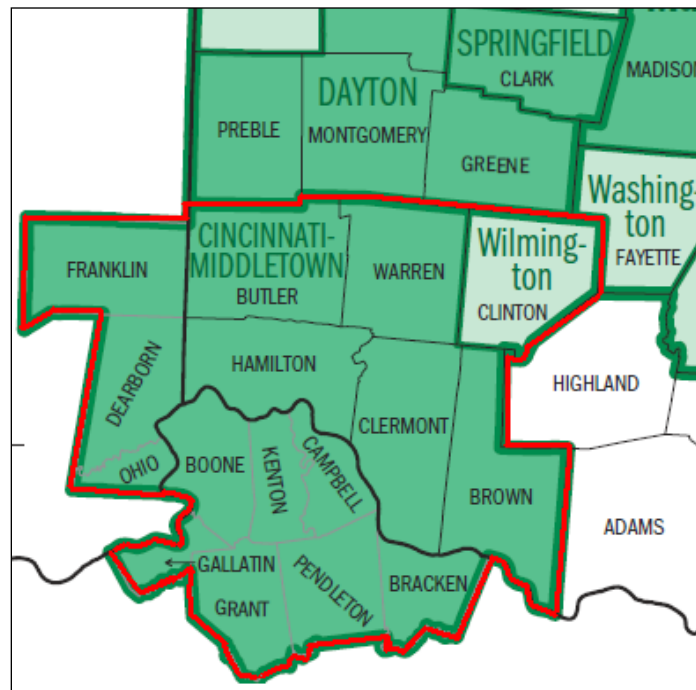 SPRINGFIELD
CLARK
MADISON
DAYTON
MONTGOMERY
PREBLE
GREENE
Washing-
ton
FAYETTE
CINCINNATI-
MIDDLETOWN
BUTLER
WARREN
Wilming-
ton
CLINTON
FRANKLIN
DEARBORN
HAMILTON
HIGHLAND
OHIO
BOONE
KENTON
CAMPBELL
CLERMONT
BROWN
ADAMS
GALLATIN
GRANT
PENDLETON
BRACKEN